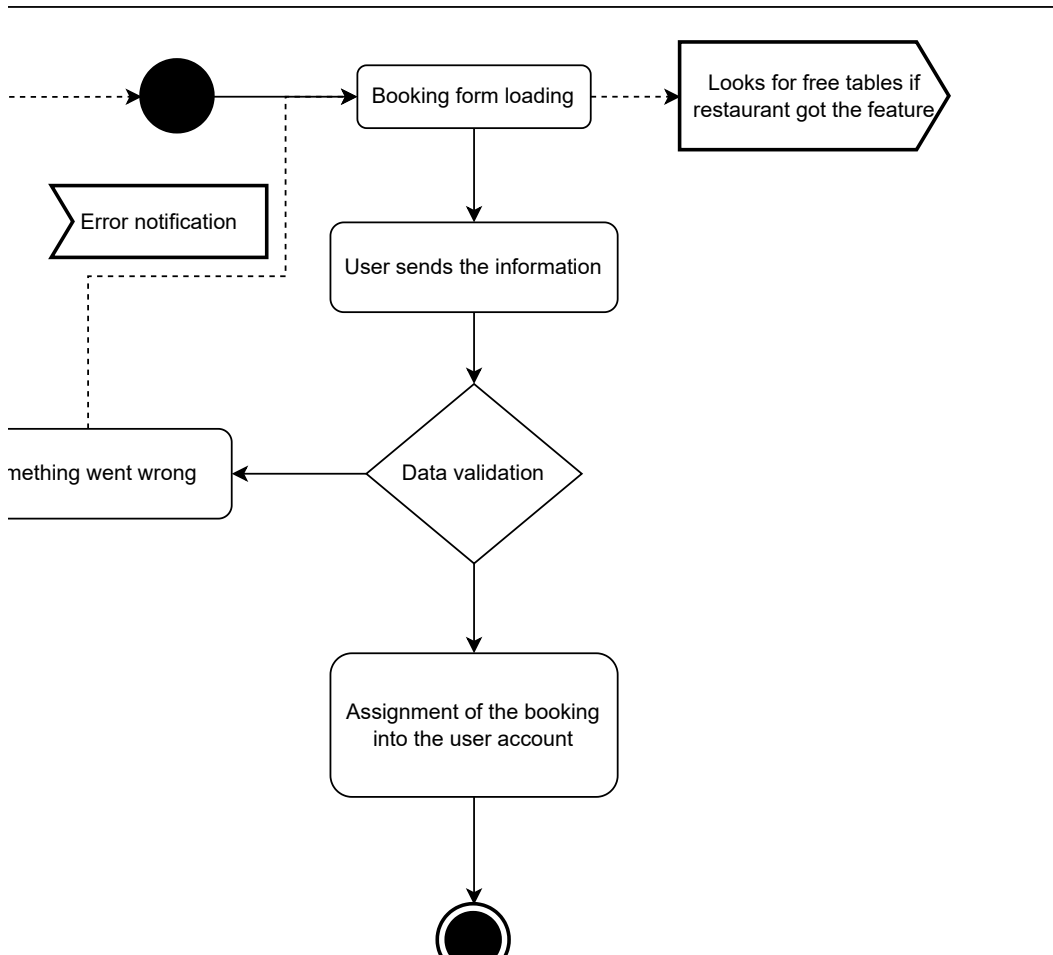 Booking form loading
Looks for free tables if
restaurant got the feature
Error notification
User sends the information
mething went wrong
Data validation
Assignment of the booking
into the user account